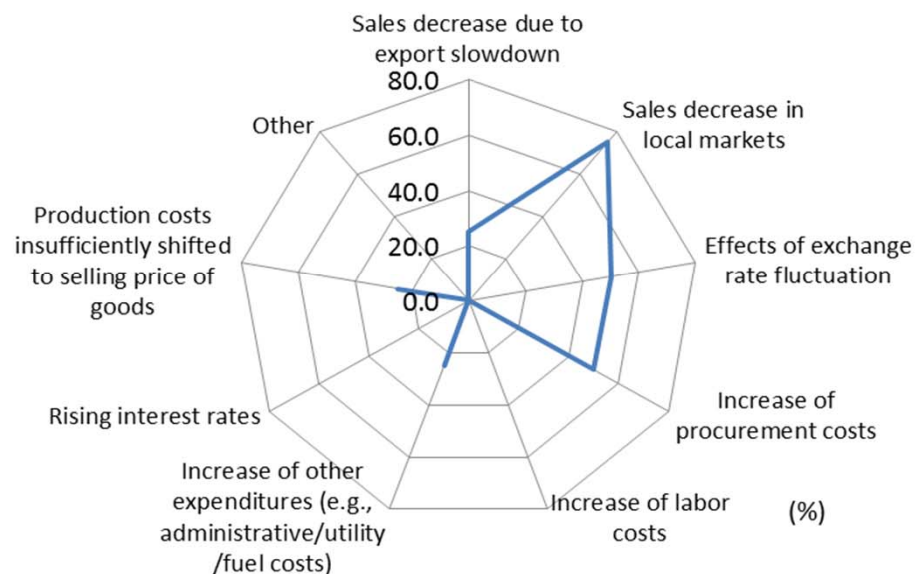 Sales decrease due to
export slowdown
80.0
60.0
40.0
20.0
0.0
Sales decrease in
local markets
Effects of exchange
rate fluctuation
Increase of
procurement costs
Increase of labor
costs
(%)
Increase of other
expenditures (e.g.,
administrative/utility
/fuel costs)
Rising interest rates
Production costs
insufficiently shifted
to selling price of
goods
Other